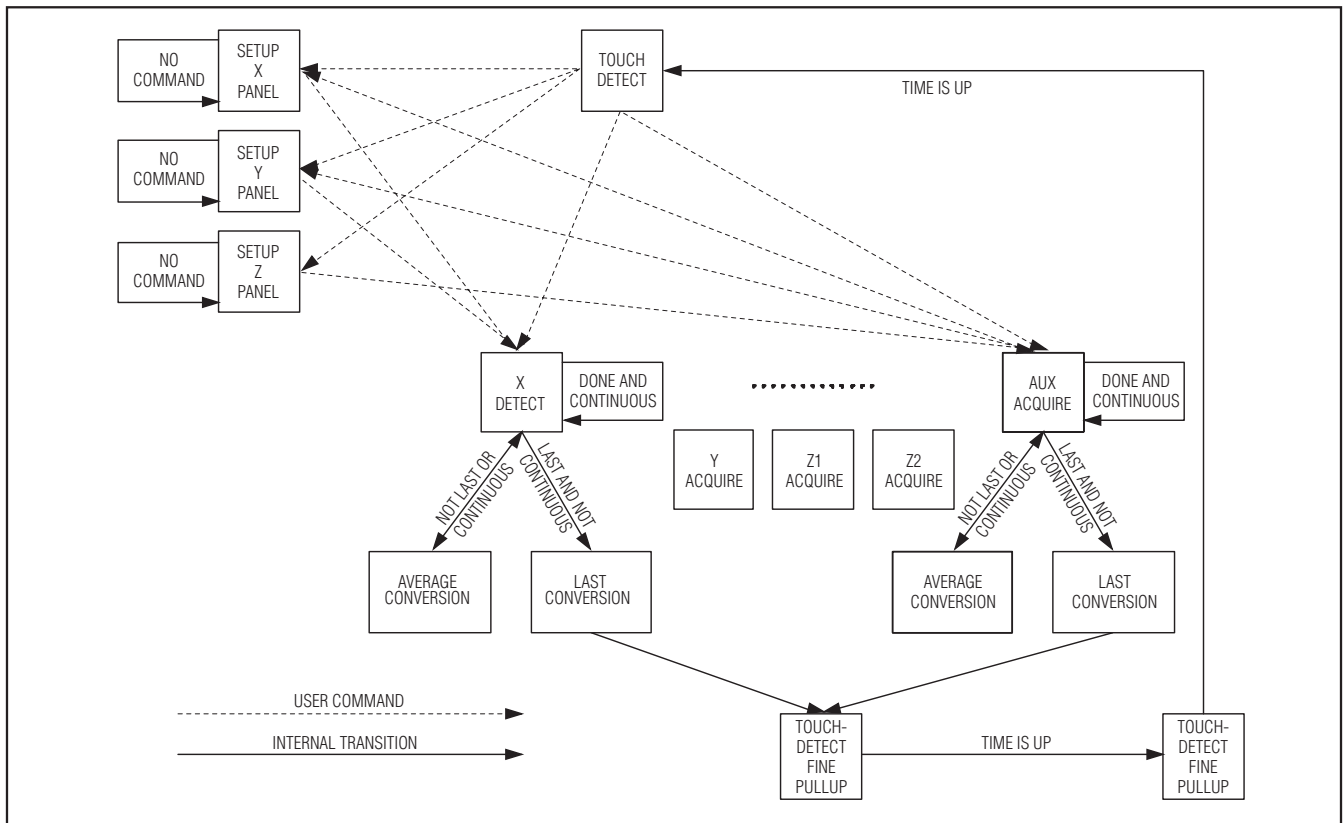 NO
COMMAND
SETUP
X
PANEL
TOUCH
DETECT
TIME IS UP
NO
COMMAND
SETUP
Y
PANEL
NO
COMMAND
SETUP
Z
PANEL
X
DETECT
DONE AND
CONTINUOUS
AUX
ACQUIRE
DONE AND
CONTINUOUS
NOT LAST OR
CONTINUOUS
LAST AND NOT
CONTINUOUS
Y
ACQUIRE
Z1
ACQUIRE
Z2
ACQUIRE
NOT LAST OR
CONTINUOUS
LAST AND NOT
CONTINUOUS
AVERAGE
CONVERSION
LAST
CONVERSION
AVERAGE
CONVERSION
LAST
CONVERSION
USER COMMAND
INTERNAL TRANSITION
TOUCH-
DETECT
FINE
PULLUP
TIME IS UP
TOUCH-
DETECT
FINE
PULLUP